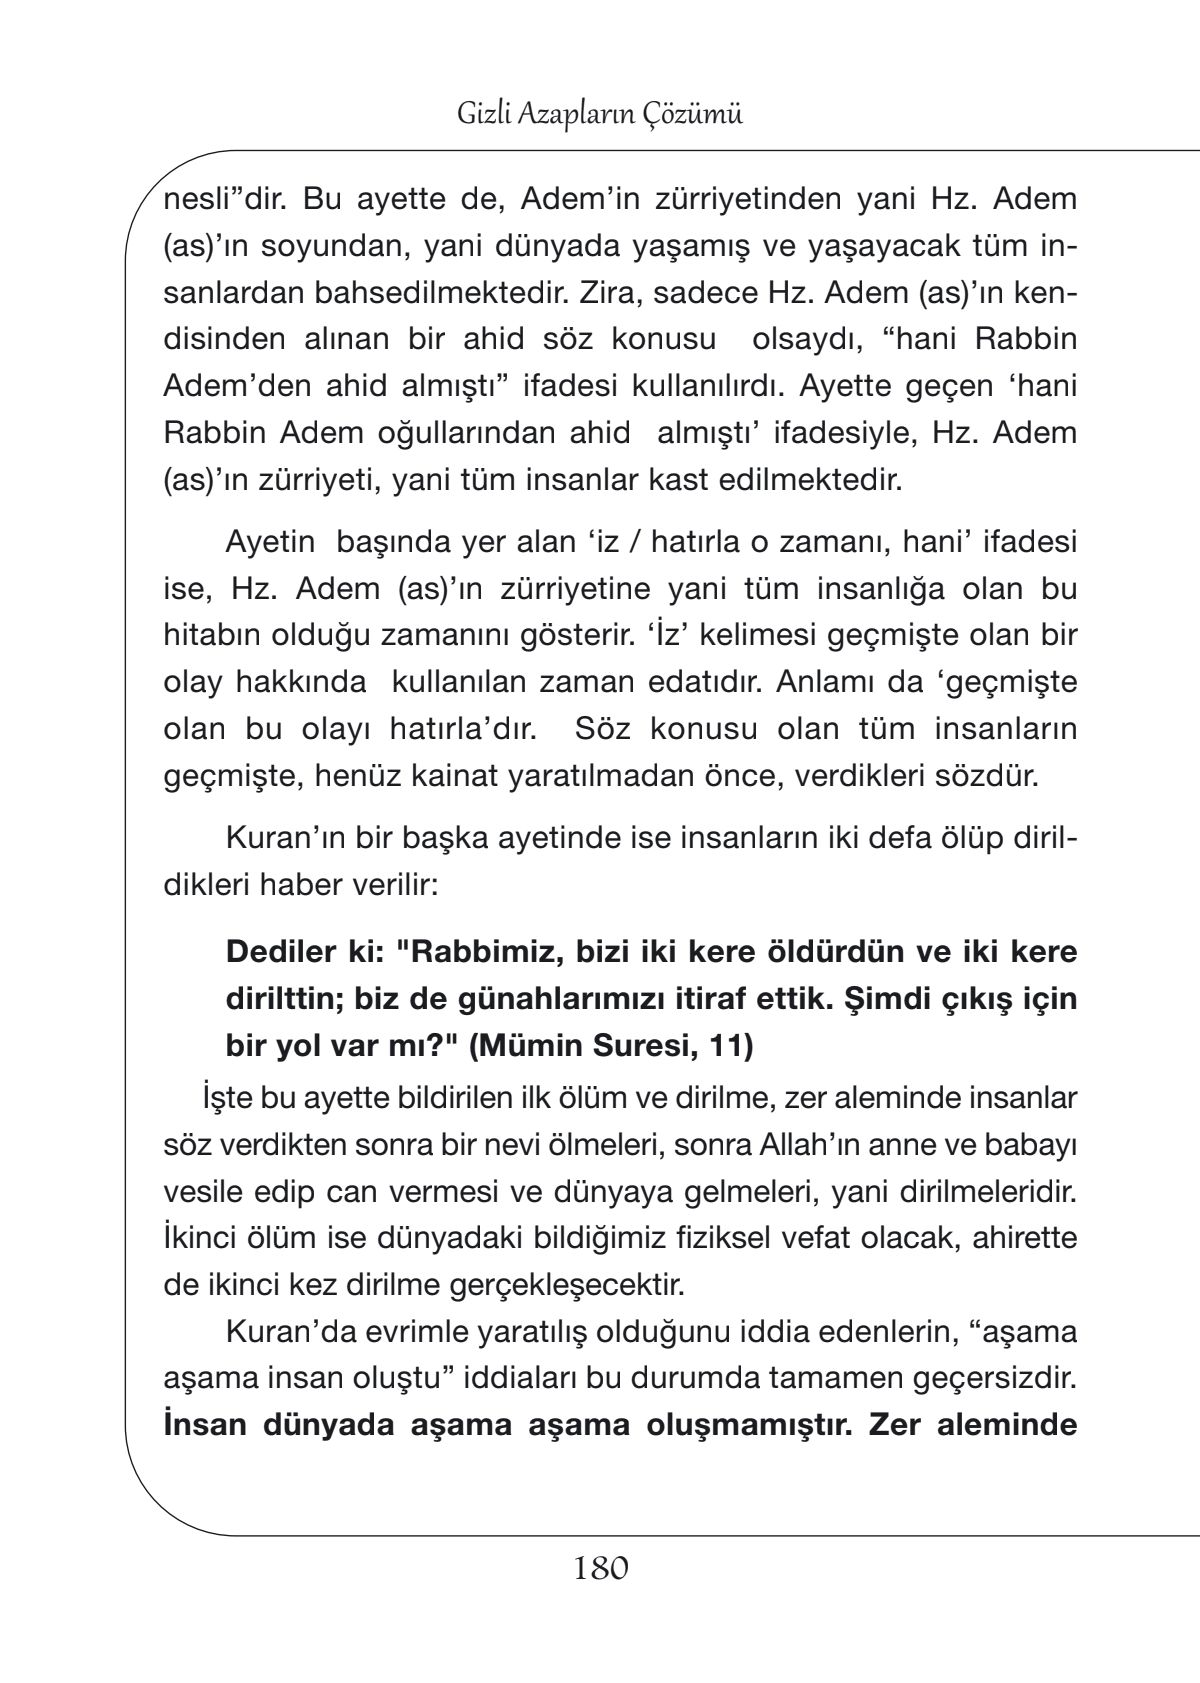 Gizli Azapların Çözümü
nesli”dir. Bu ayette de, Adem’in zürriyetinden yani Hz. Adem
(as)’ın soyundan, yani dünyada yaşamış ve yaşayacak tüm in-
sanlardan bahsedilmektedir. Zira, sadece Hz. Adem (as)’ın ken-
disinden alınan bir ahid söz konusu olsaydı, “hani Rabbin
Adem’den ahid almıştı” ifadesi kullanılırdı. Ayette geçen ‘hani
Rabbin Adem oğullarından ahid almıştı’ ifadesiyle, Hz. Adem
(as)’ın zürriyeti, yani tüm insanlar kast edilmektedir.
Ayetin başında yer alan ‘iz / hatırla o zamanı, hani’ ifadesi
ise, Hz. Adem (as)’ın zürriyetine yani tüm insanlığa olan bu
hitabın olduğu zamanını gösterir. ‘İz’ kelimesi geçmişte olan bir
olay hakkında kullanılan zaman edatıdır. Anlamı da ‘geçmişte
olan bu olayı hatırla’dır. Söz konusu olan tüm insanların
geçmişte, henüz kainat yaratılmadan önce, verdikleri sözdür.
Kuran’ın bir başka ayetinde ise insanların iki defa ölüp diril-
dikleri haber verilir:
Dediler ki: "Rabbimiz, bizi iki kere öldürdün ve iki kere
dirilttin; biz de günahlarımızı itiraf ettik. Şimdi çıkış için
bir yol var mı?" (Mümin Suresi, 11)
İşte bu ayette bildirilen ilk ölüm ve dirilme, zer aleminde insanlar
söz verdikten sonra bir nevi ölmeleri, sonra Allah’ın anne ve babayı
vesile edip can vermesi ve dünyaya gelmeleri, yani dirilmeleridir.
İkinci ölüm ise dünyadaki bildiğimiz fiziksel vefat olacak, ahirette
de ikinci kez dirilme gerçekleşecektir.
Kuran’da evrimle yaratılış olduğunu iddia edenlerin, “aşama
aşama insan oluştu” iddiaları bu durumda tamamen geçersizdir.
İnsan dünyada aşama aşama oluşmamıştır. Zer aleminde
180